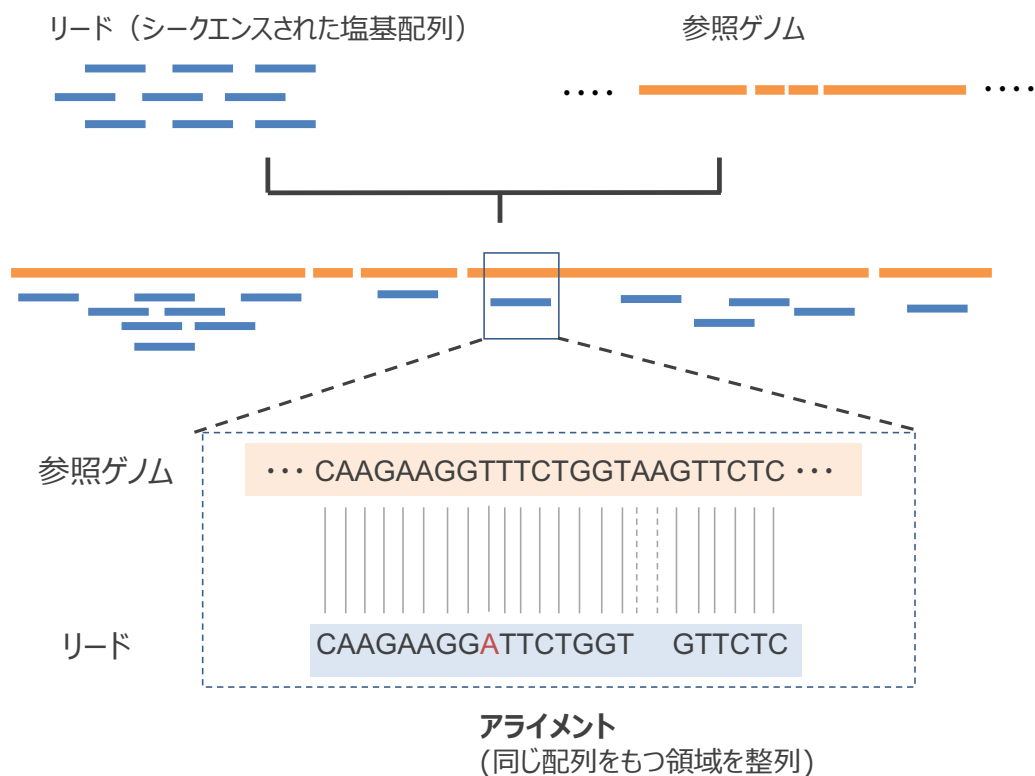 リード（シークエンスされた塩基配列）
参照ゲノム
････
････
参照ゲノム
･･･ CAAGAAGGTTTCTGGTAAGTTCTC ･･･
リード
CAAGAAGGATTCTGGT GTTCTC
アライメント
(同じ配列をもつ領域を整列)